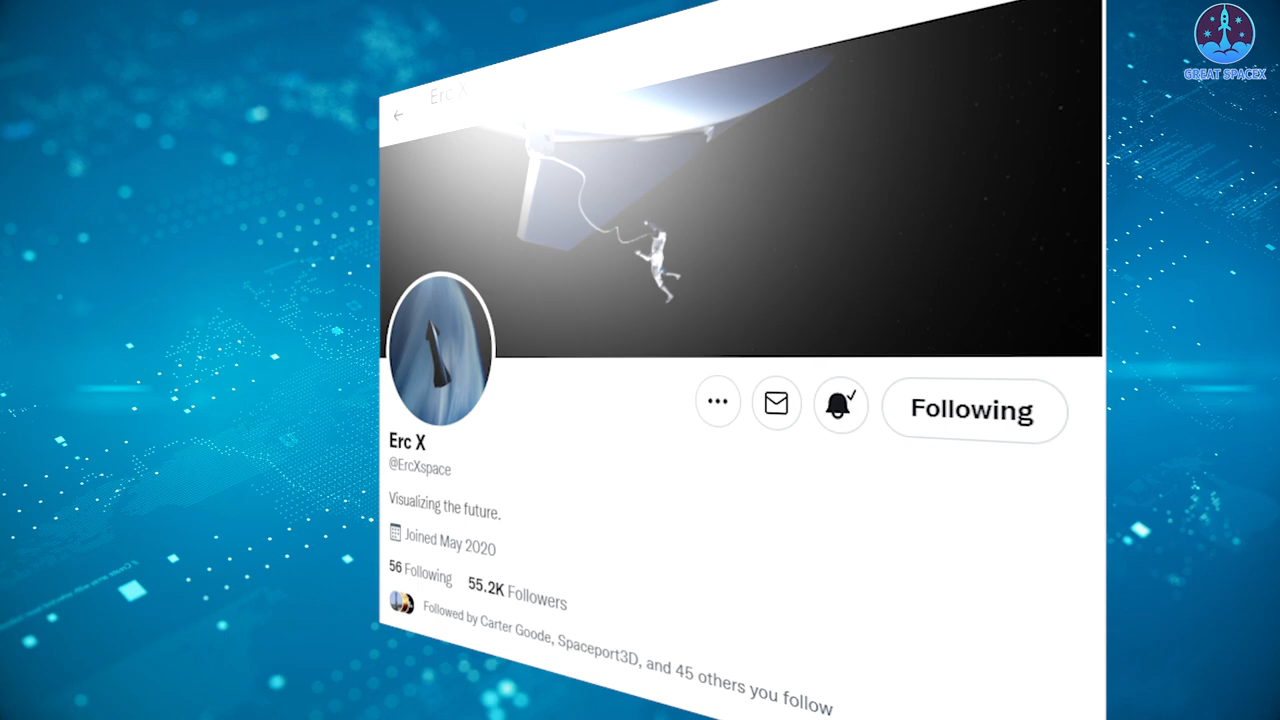 GREAT SPACEX
Erc X
Following
Erc X
@ErcXspace
Visualizing the future.
Joined May 2020
56 Following 55.2K Followers
Followed by Carter Goode, Spaceport3D, and 45 others you follow